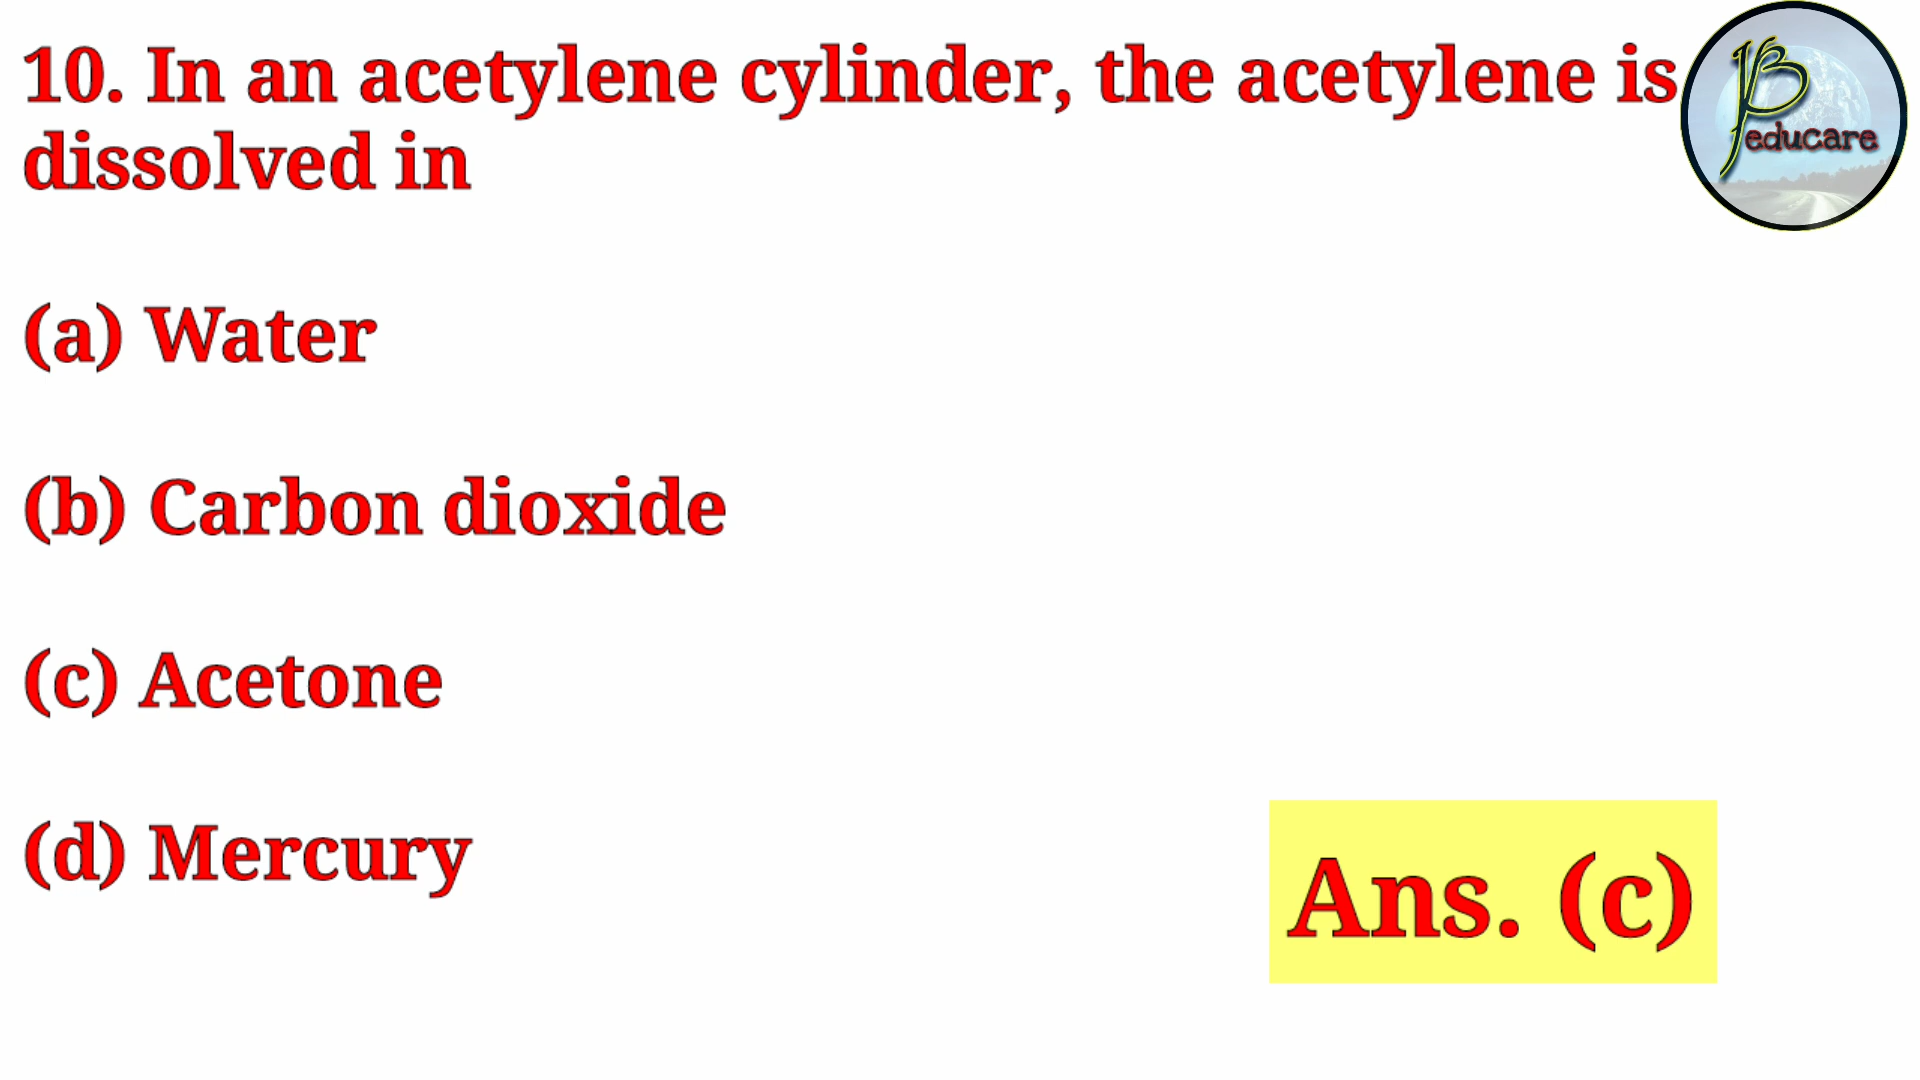 10. In an acetylene cylinder, the acetylene is
dissolved in
(a) Water
(b) Carbon dioxide
(c) Acetone
(d) Mercury
Ans. (c)
educare